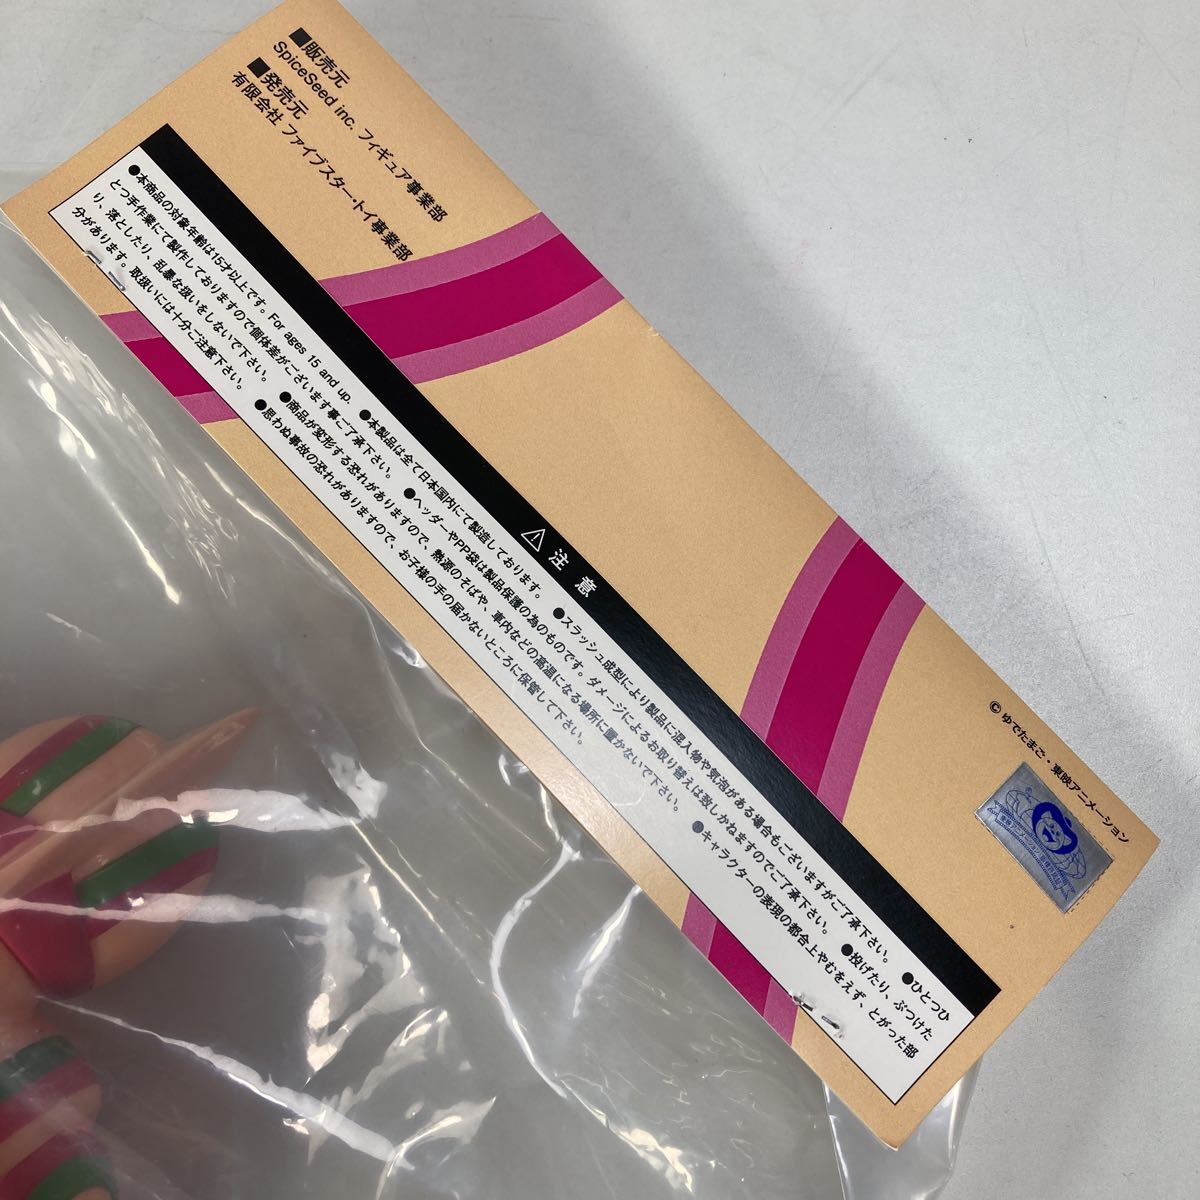 ■販売元
SpiceSeed inc. フィギュア事業部
■発売元
有限会社 ファイブスター・トイ事業部
⚠ 注 意
●本商品の対象年齢は15才以上です。For ages 15 and up. ●本製品は全て日本国内にて製造しております。 ●スラッシュ成型により製品に混入物や気泡がある場合もございますがご了承下さい。 ●ひとつひ
とつ手作業にて製作しておりますので個体差がございます事ご了承下さい。 ●ヘッダーやPP袋は製品保護の為のものです。ダメージによるお取り替えは致しかねますのでご了承下さい。 ●投げたり、ぶつけた
り、落としたり、乱暴な扱いをしないで下さい。 ●商品が変形する恐れがありますので、熱源のそばや、車内などの高温になる場所に置かないで下さい。 ●キャラクターの表現の都合上やむをえず、とがった部
分があります。取扱いには十分ご注意下さい。 ●思わぬ事故の恐れがありますので、お子様の手の届かないところに保管して下さい。
© ゆでたまご・東映アニメーション